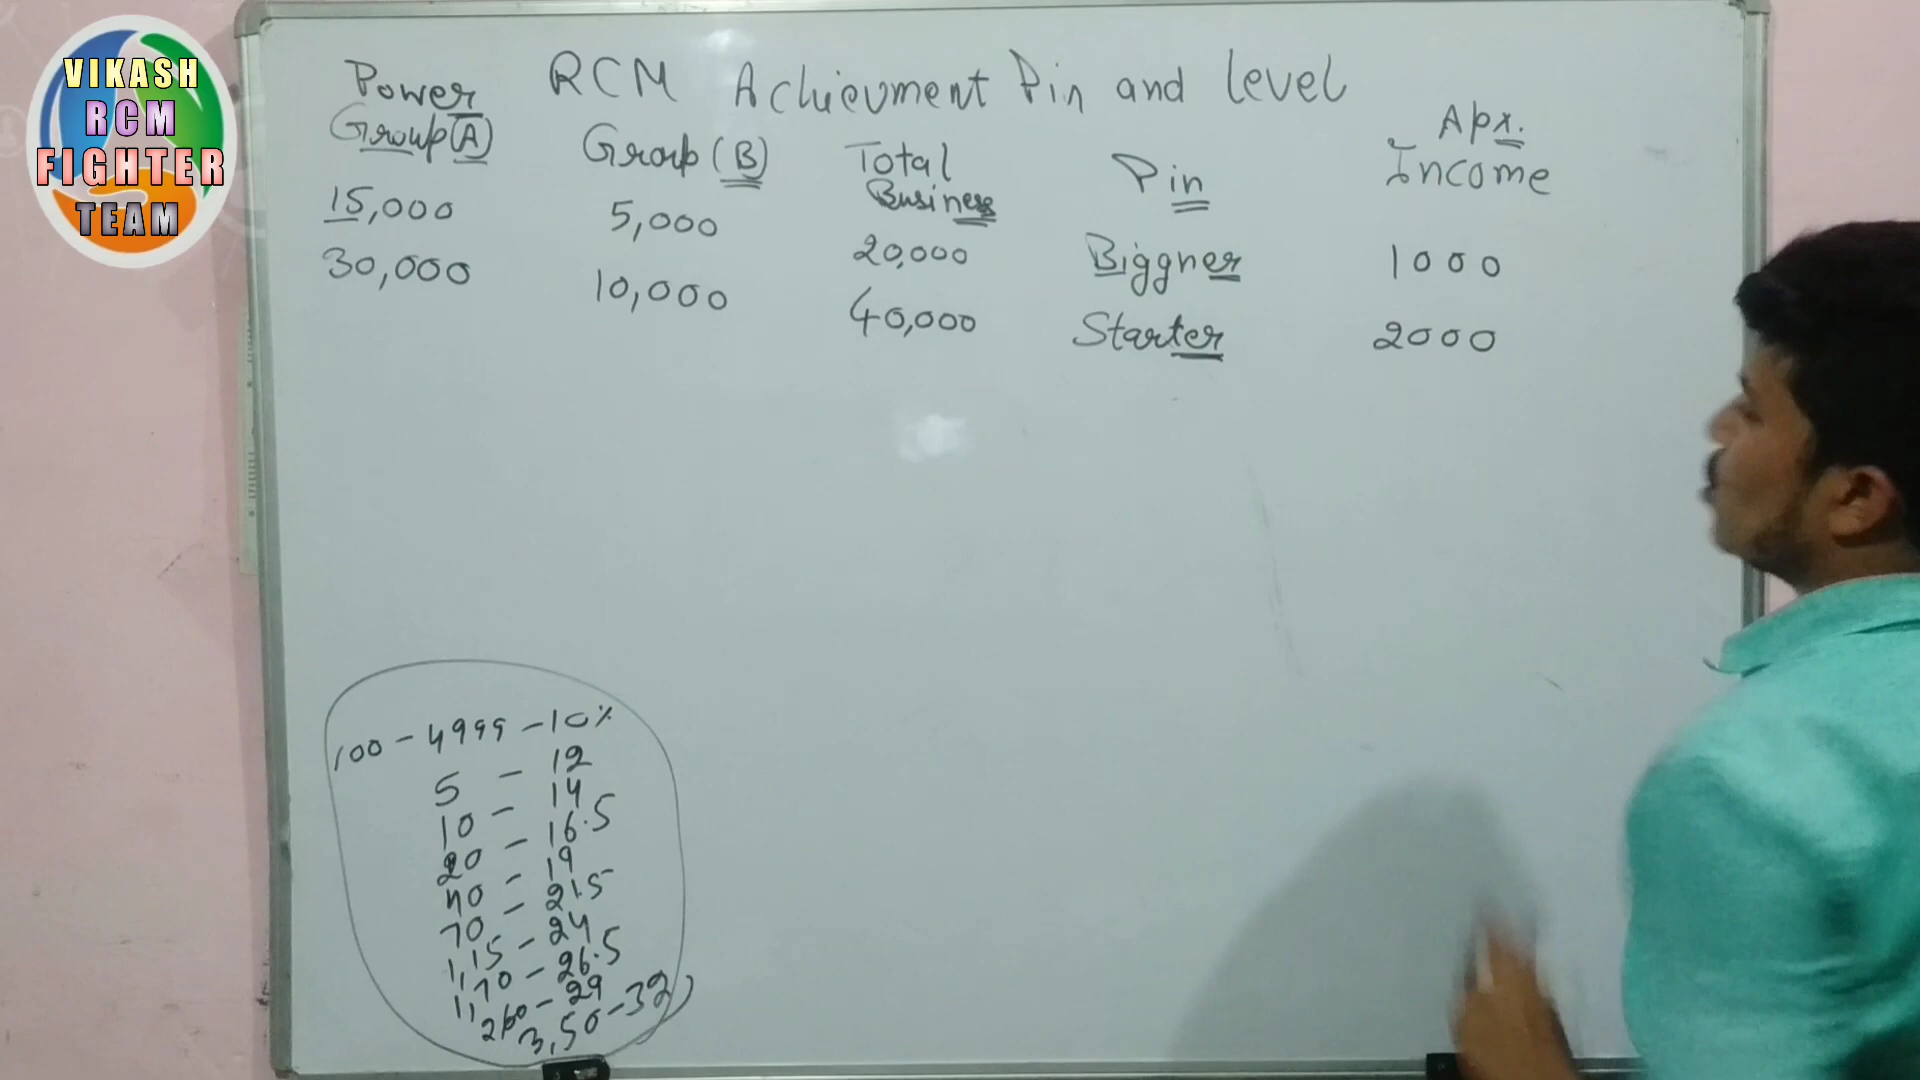 VIKASH
RCM
FIGHTER
TEAM
RCM Achievment Pin and level
Power
Group (A)
Group (B)
Total
Business
Pin
Apx.
Income
15,000 5,000 20,000 Biggner 1000
30,000 10,000 40,000 Starter 2000
100 - 4999 - 10%
5 - 12
10 - 14
20 - 16.5
40 - 19
70 - 21.5
1,15 - 24
1,70 - 26.5
260 - 29
3,50 - 32